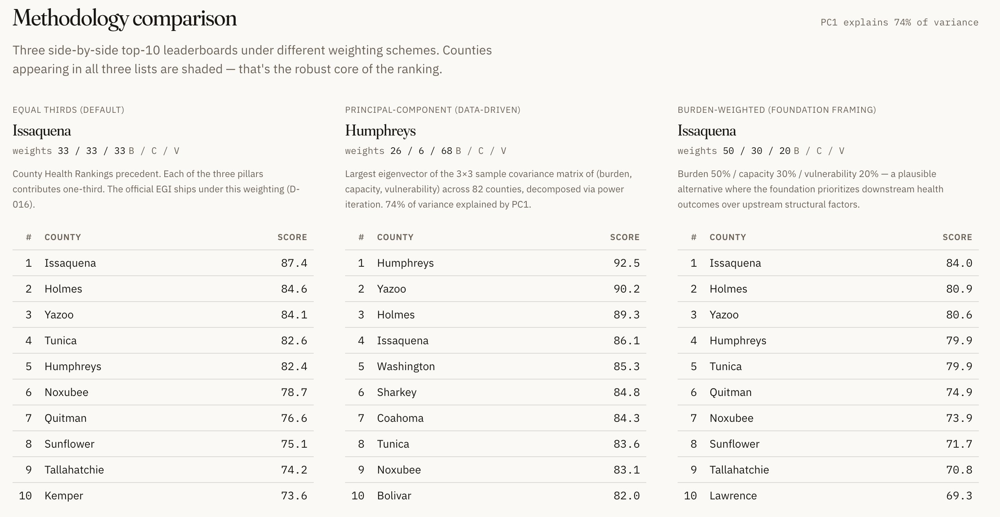 Methodology comparison
PC1 explains 74% of variance
Three side-by-side top-10 leaderboards under different weighting schemes. Counties
appearing in all three lists are shaded — that's the robust core of the ranking.
EQUAL THIRDS (DEFAULT)
Issaquena
weights 33 / 33 / 33 B / C / V
County Health Rankings precedent. Each of the three pillars
contributes one-third. The official EGI ships under this weighting (D-
016).
# COUNTY SCORE
1 Issaquena 87.4
2 Holmes 84.6
3 Yazoo 84.1
4 Tunica 82.6
5 Humphreys 82.4
6 Noxubee 78.7
7 Quitman 76.6
8 Sunflower 75.1
9 Tallahatchie 74.2
10 Kemper 73.6
PRINCIPAL-COMPONENT (DATA-DRIVEN)
Humphreys
weights 26 / 6 / 68 B / C / V
Largest eigenvector of the 3×3 sample covariance matrix of (burden,
capacity, vulnerability) across 82 counties, decomposed via power
iteration. 74% of variance explained by PC1.
# COUNTY SCORE
1 Humphreys 92.5
2 Yazoo 90.2
3 Holmes 89.3
4 Issaquena 86.1
5 Washington 85.3
6 Sharkey 84.8
7 Coahoma 84.3
8 Tunica 83.6
9 Noxubee 83.1
10 Bolivar 82.0
BURDEN-WEIGHTED (FOUNDATION FRAMING)
Issaquena
weights 50 / 30 / 20 B / C / V
Burden 50% / capacity 30% / vulnerability 20% — a plausible
alternative where the foundation prioritizes downstream health
outcomes over upstream structural factors.
# COUNTY SCORE
1 Issaquena 84.0
2 Holmes 80.9
3 Yazoo 80.6
4 Humphreys 79.9
5 Tunica 79.9
6 Quitman 74.9
7 Noxubee 73.9
8 Sunflower 71.7
9 Tallahatchie 70.8
10 Lawrence 69.3